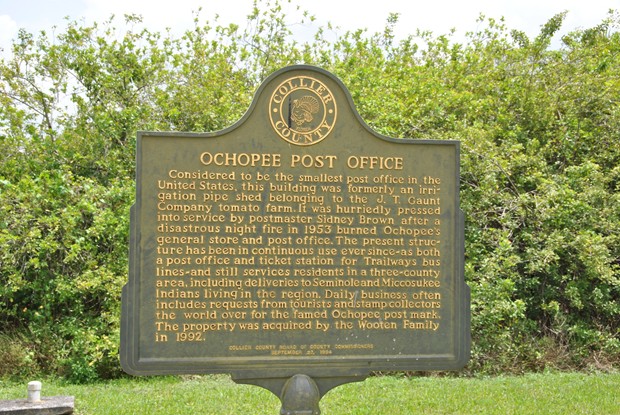 COLLIER
COUNTY
OCHOPEE POST OFFICE
Considered to be the smallest post office in the
United States, this building was formerly an irri-
gation pipe shed belonging to the J. T. Gaunt
Company tomato farm. It was hurriedly pressed
into service by postmaster Sidney Brown after a
disastrous night fire in 1953 burned Ochopee's
general store and post office. The present struc-
ture has been in continuous use ever since-as both
a post office and ticket station for Trailways bus
lines-and still services residents in a three-county
area, including deliveries to Seminole and Miccosukee
Indians living in the region. Daily business often
includes requests from tourists and stamp collectors
the world over for the famed Ochopee post mark.
The property was acquired by the Wooten Family
in 1992.
COLLIER COUNTY BOARD OF COUNTY COMMISSIONERS
SEPTEMBER